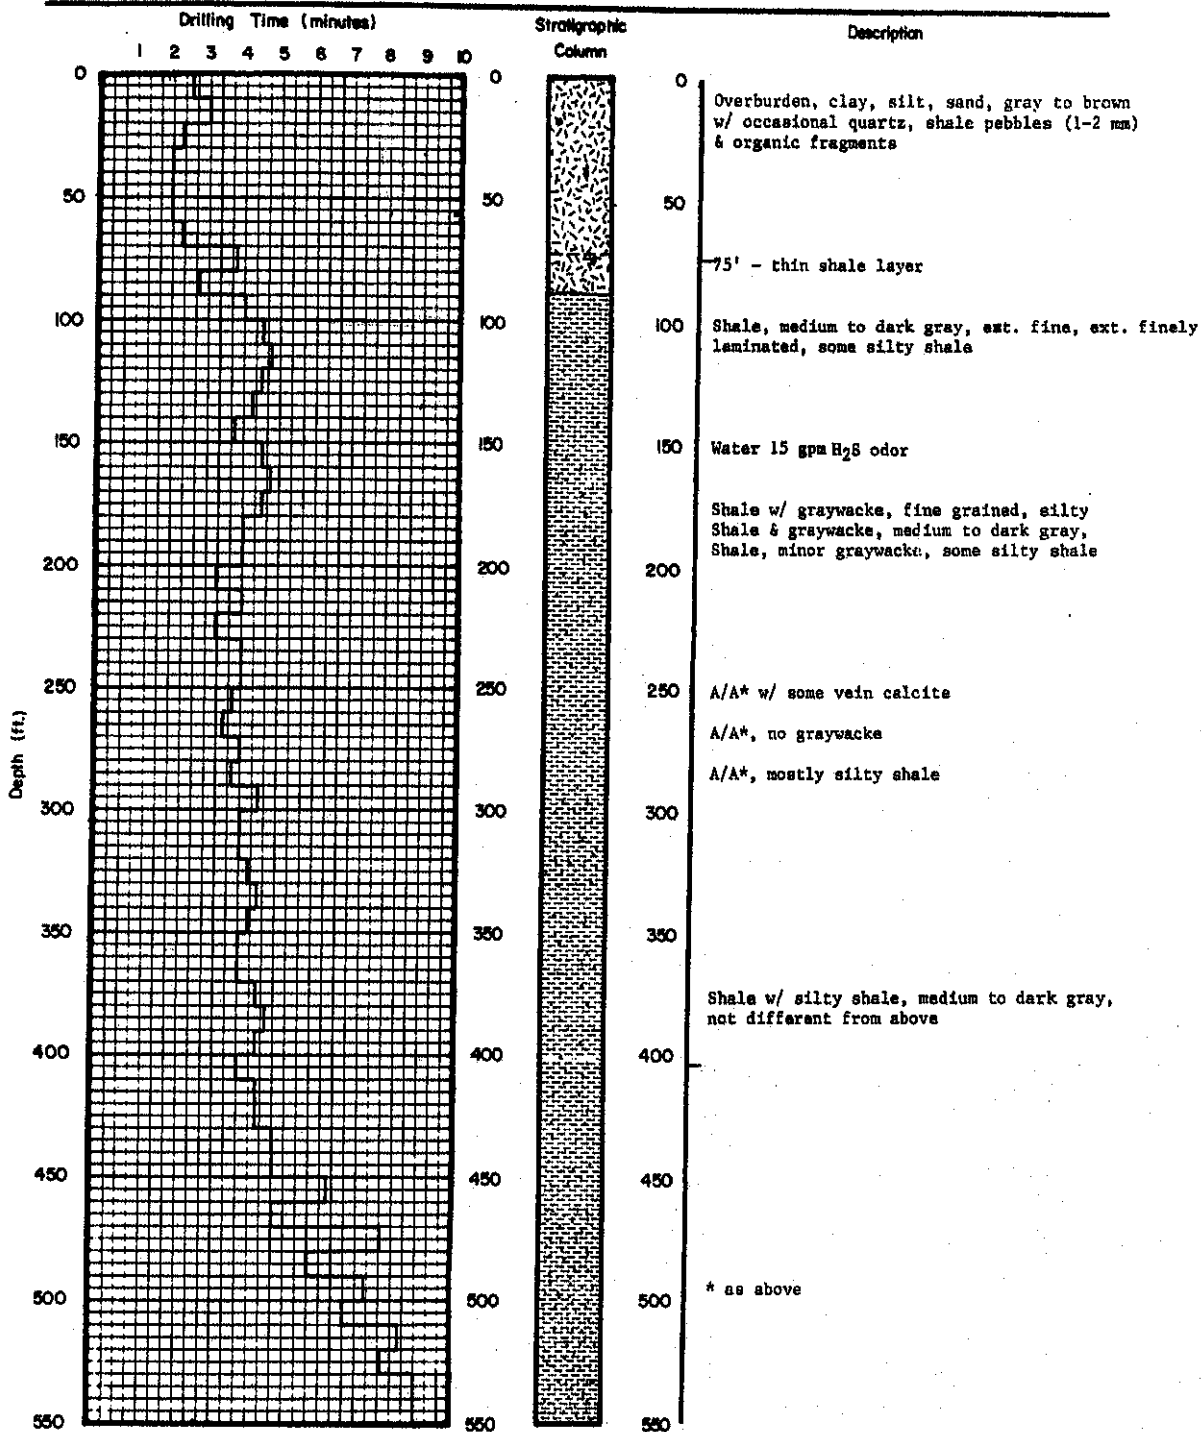 Drilling Time (minutes)
Stratigraphic
Column
Description
1 2 3 4 5 6 7 8 9 10
0 0 0
Overburden, clay, silt, sand, gray to brown
w/ occasional quartz, shale pebbles (1-2 mm)
& organic fragments
50 50 50
75' - thin shale layer
100 100 100
Shale, medium to dark gray, ext. fine, ext. finely
laminated, some silty shale
150 150 150
Water 15 gpm H₂S odor
Shale w/ graywacke, fine grained, silty
Shale & graywacke, medium to dark gray,
Shale, minor graywacke, some silty shale
200 200 200
250 250 250
A/A* w/ some vein calcite
A/A*, no graywacke
A/A*, mostly silty shale
Depth (ft.)
300 300 300
350 350 350
Shale w/ silty shale, medium to dark gray,
not different from above
400 400 400
450 450 450
* as above
500 500 500
550 550 550